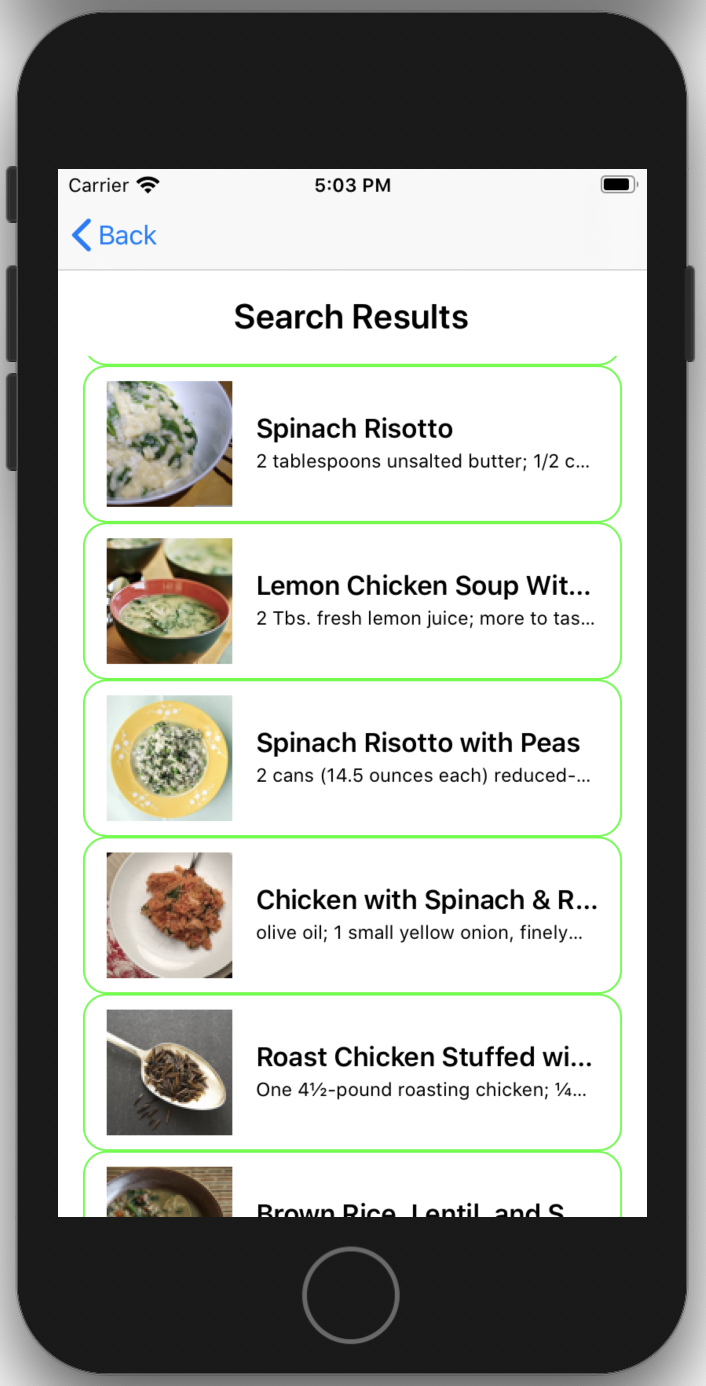 Carrier 5:03 PM
Back
Search Results
Spinach Risotto
2 tablespoons unsalted butter; 1/2 c...
Lemon Chicken Soup Wit...
2 Tbs. fresh lemon juice; more to tas...
Spinach Risotto with Peas
2 cans (14.5 ounces each) reduced-...
Chicken with Spinach & R...
olive oil; 1 small yellow onion, finely...
Roast Chicken Stuffed wi...
One 4½-pound roasting chicken; ¼...
Brown Rice, Lentil, and S...